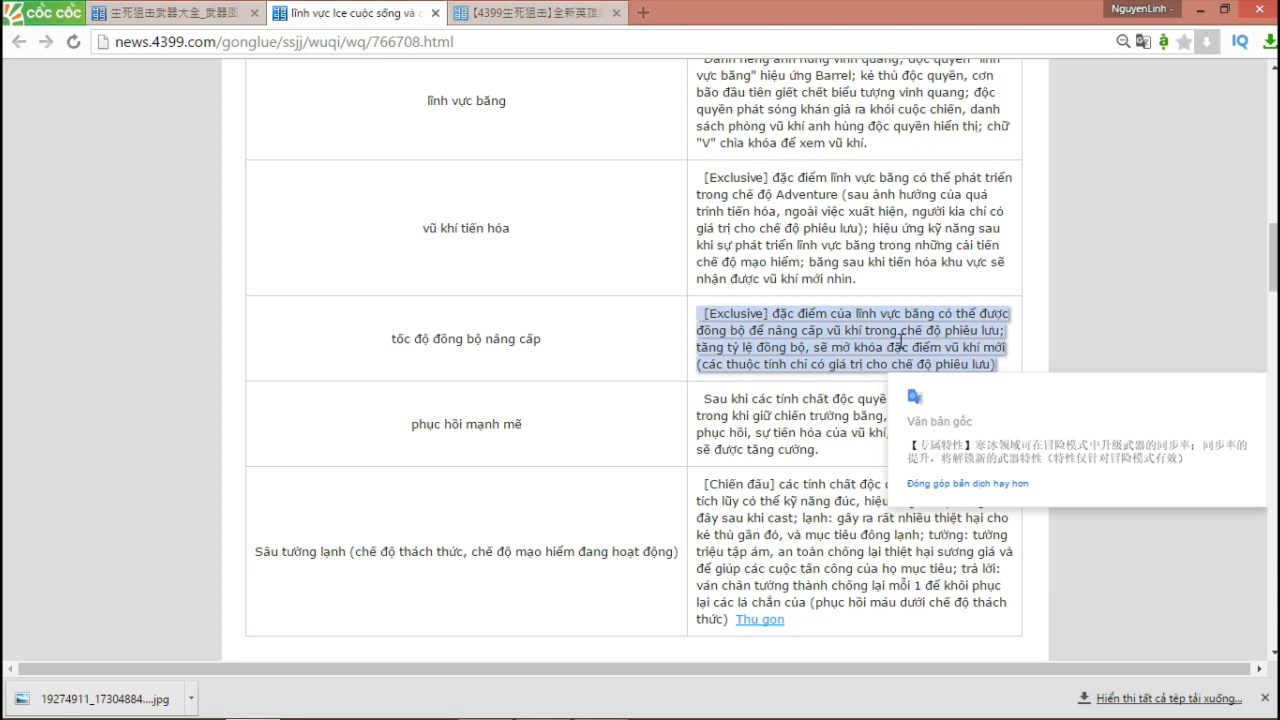 CỐC CỐC
生死狙击武器大全_武器图
lĩnh vực Ice cuộc sống và c
【4399生死狙击】全新英雄
NguyenLinh -
news.4399.com/gonglue/ssjj/wuqi/wq/766708.html
IQ
lĩnh vực băng
Dành riêng anh hùng vinh quang, độc quyền "lĩnh
vực băng" hiệu ứng Barrel; kẻ thù độc quyền, cơn
bão đầu tiên giết chết biểu tượng vinh quang; độc
quyền phát sóng khán giả ra khỏi cuộc chiến, danh
sách phòng vũ khí anh hùng độc quyền hiển thị; chữ
"V" chìa khóa để xem vũ khí.
vũ khí tiến hóa
[Exclusive] đặc điểm lĩnh vực băng có thể phát triển
trong chế độ Adventure (sau ảnh hưởng của quá
trình tiến hóa, ngoài việc xuất hiện, người kia chỉ có
giá trị cho chế độ phiêu lưu); hiệu ứng kỹ năng sau
khi sự phát triển lĩnh vực băng trong những cải tiến
chế độ mạo hiểm; băng sau khi tiến hóa khu vực sẽ
nhận được vũ khí mới nhìn.
tốc độ đồng bộ nâng cấp
[Exclusive] đặc điểm của lĩnh vực băng có thể được
đồng bộ để nâng cấp vũ khí trong chế độ phiêu lưu;
tăng tỷ lệ đồng bộ, sẽ mở khóa đặc điểm vũ khí mới
(các thuộc tính chỉ có giá trị cho chế độ phiêu lưu)
phục hồi mạnh mẽ
Sau khi các tính chất độc quyề
trong khi giữ chiến trường băng,
phục hồi, sự tiến hóa của vũ khí,
sẽ được tăng cường.
Văn bản gốc
【专属特性】寒冰领域可在冒险模式中升级武器的同步率；同步率的
提升，将解锁新的武器特性（特性仅针对冒险模式有效）
Đóng góp bản dịch hay hơn
Sâu tường lạnh (chế độ thách thức, chế độ mạo hiểm đang hoạt động)
[Chiến đấu] các tính chất độc
tích lũy có thể kỹ năng đúc, hiệu
đây sau khi cast; lạnh: gây ra rất nhiều thiệt hại cho
kẻ thù gần đó, và mục tiêu đông lạnh; tường: tường
triệu tập ám, an toàn chống lại thiệt hại sương giá và
để giúp các cuộc tấn công của họ mục tiêu; trả lời:
ván chân tường thành chống lại mỗi 1 để khôi phục
lại các lá chắn của (phục hồi máu dưới chế độ thách
thức) Thu gọn
19274911_17304884....jpg
Hiển thị tất cả tệp tải xuống...